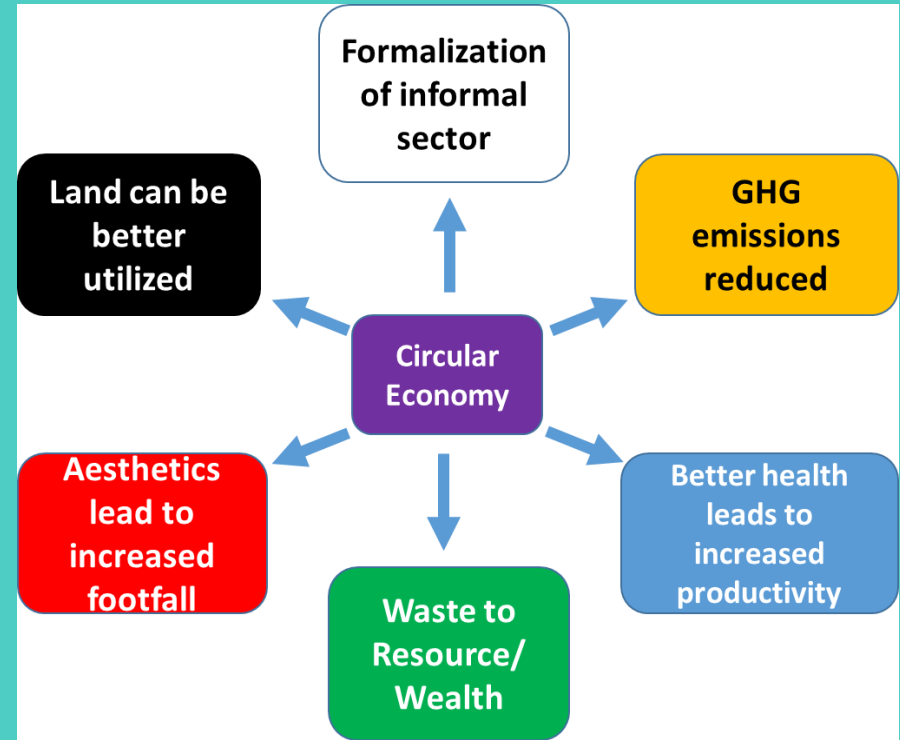 Formalization
of informal
sector
Land can be
better
utilized
GHG
emissions
reduced
Circular
Economy
Aesthetics
lead to
increased
footfall
Better health
leads to
increased
productivity
Waste to
Resource/
Wealth